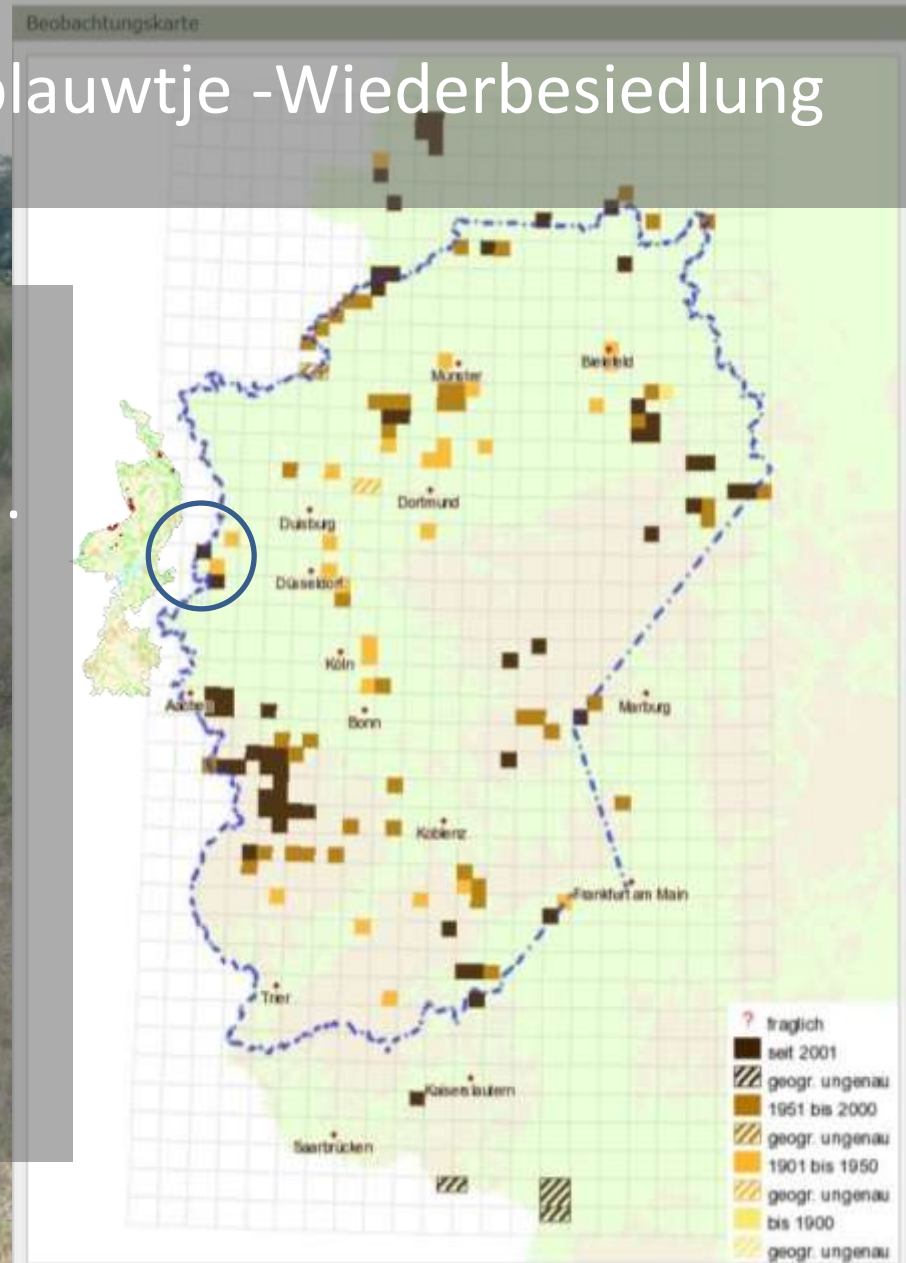 Beobachtungskarte
lauwtje -Wiederbesiedlung
.
Münster
Bielefeld
Dortmund
Duisburg
Düsseldorf
Köln
Aachen
Bonn
Marburg
Koblenz
Frankfurt am Main
Trier
Kaiserslautern
Saarbrücken
? fraglich
seit 2001
geogr. ungenau
1951 bis 2000
geogr. ungenau
1901 bis 1950
geogr. ungenau
bis 1900
geogr. ungenau